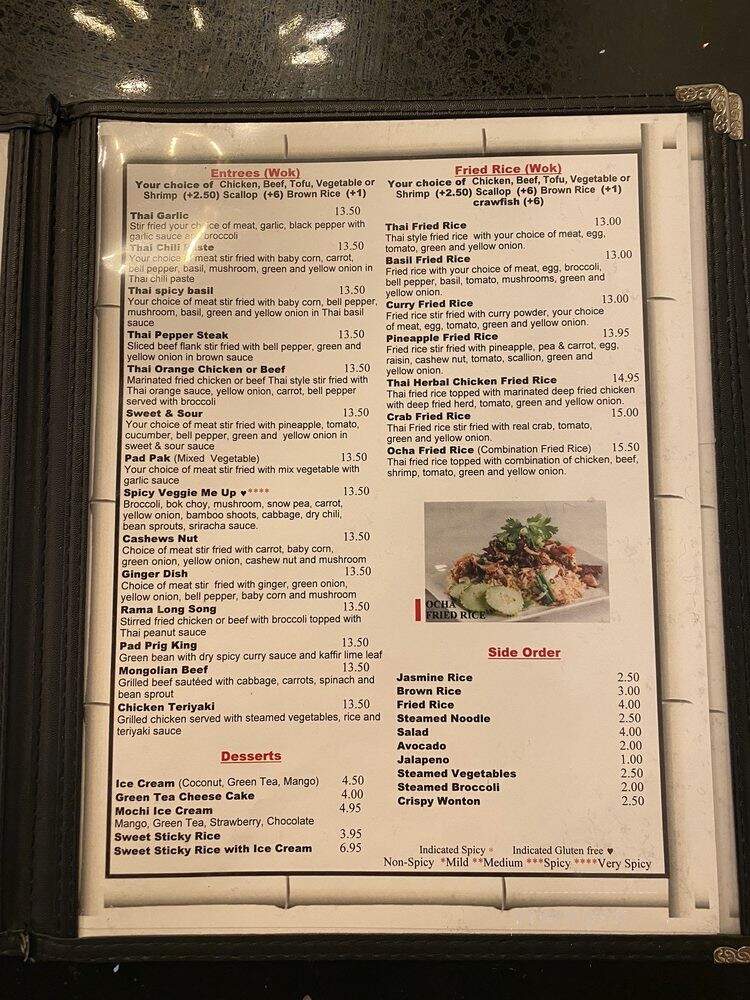 Entrees (Wok)
Your choice of Chicken, Beef, Tofu, Vegetable or
Shrimp (+2.50) Scallop (+6) Brown Rice (+1)
Thai Garlic 13.50
Stir fried your choice of meat, garlic, black pepper with
garlic sauce and broccoli
Thai Chili Paste 13.50
Your choice of meat stir fried with baby corn, carrot,
bell pepper, basil, mushroom, green and yellow onion in
Thai chili paste
Thai spicy basil 13.50
Your choice of meat stir fried with baby corn, bell pepper,
mushroom, basil, green and yellow onion in Thai basil
sauce
Thai Pepper Steak 13.50
Sliced beef flank stir fried with bell pepper, green and
yellow onion in brown sauce
Thai Orange Chicken or Beef 13.50
Marinated fried chicken or beef Thai style stir fried with
Thai orange sauce, yellow onion, carrot, bell pepper
served with broccoli
Sweet & Sour 13.50
Your choice of meat stir fried with pineapple, tomato,
cucumber, bell pepper, green and yellow onion in
sweet & sour sauce
Pad Pak (Mixed Vegetable) 13.50
Your choice of meat stir fried with mix vegetable with
garlic sauce
Spicy Veggie Me Up ♥**** 13.50
Broccoli, bok choy, mushroom, snow pea, carrot,
yellow onion, bamboo shoots, cabbage, dry chili,
bean sprouts, sriracha sauce.
Cashews Nut 13.50
Choice of meat stir fried with carrot, baby corn,
green onion, yellow onion, cashew nut and mushroom
Ginger Dish 13.50
Choice of meat stir fried with ginger, green onion,
yellow onion, bell pepper, baby corn and mushroom
Rama Long Song 13.50
Stirred fried chicken or beef with broccoli topped with
Thai peanut sauce
Pad Prig King 13.50
Green bean with dry spicy curry sauce and kaffir lime leaf
Mongolian Beef 13.50
Grilled beef sautéed with cabbage, carrots, spinach and
bean sprout
Chicken Teriyaki 13.50
Grilled chicken served with steamed vegetables, rice and
teriyaki sauce
Desserts
Ice Cream (Coconut, Green Tea, Mango) 4.50
Green Tea Cheese Cake 4.00
Mochi Ice Cream 4.95
Mango, Green Tea, Strawberry, Chocolate
Sweet Sticky Rice 3.95
Sweet Sticky Rice with Ice Cream 6.95
Fried Rice (Wok)
Your choice of Chicken, Beef, Tofu, Vegetable or
Shrimp (+2.50) Scallop (+6) Brown Rice (+1)
crawfish (+6)
Thai Fried Rice 13.00
Thai style fried rice with your choice of meat, egg,
tomato, green and yellow onion.
Basil Fried Rice 13.00
Fried rice with your choice of meat, egg, broccoli,
bell pepper, basil, tomato, mushrooms, green and
yellow onion.
Curry Fried Rice 13.00
Fried rice stir fried with curry powder, your choice
of meat, egg, tomato, green and yellow onion.
Pineapple Fried Rice 13.95
Fried rice stir fried with pineapple, pea & carrot, egg,
raisin, cashew nut, tomato, scallion, green and
yellow onion.
Thai Herbal Chicken Fried Rice 14.95
Thai fried rice topped with marinated deep fried chicken
with deep fried herd, tomato, green and yellow onion.
Crab Fried Rice 15.00
Thai Fried rice stir fried with real crab, tomato,
green and yellow onion.
Ocha Fried Rice (Combination Fried Rice) 15.50
Thai fried rice topped with combination of chicken, beef,
shrimp, tomato, green and yellow onion.
OCHA
FRIED RICE
Side Order
Jasmine Rice 2.50
Brown Rice 3.00
Fried Rice 4.00
Steamed Noodle 2.50
Salad 4.00
Avocado 2.00
Jalapeno 1.00
Steamed Vegetables 2.50
Steamed Broccoli 2.00
Crispy Wonton 2.50
Indicated Spicy * Indicated Gluten free ♥
Non-Spicy *Mild **Medium ***Spicy ****Very Spicy